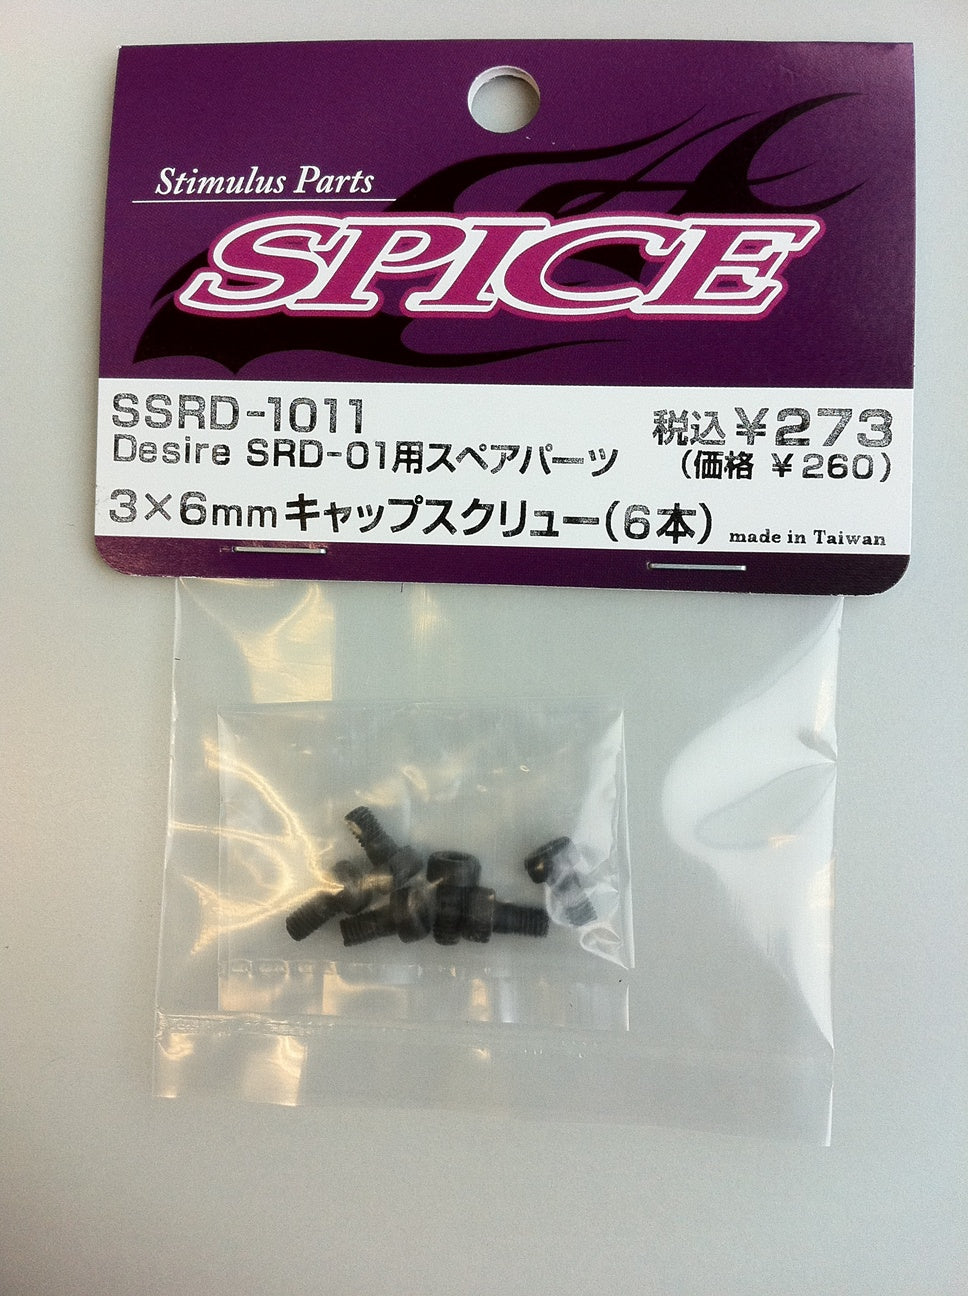 Stimulus Parts
SPICE
SSRD-1011
税込¥273
Desire SRD-01用スペアパーツ
(価格 ¥260)
3×6mmキャップスクリュー(6本)
made in Taiwan